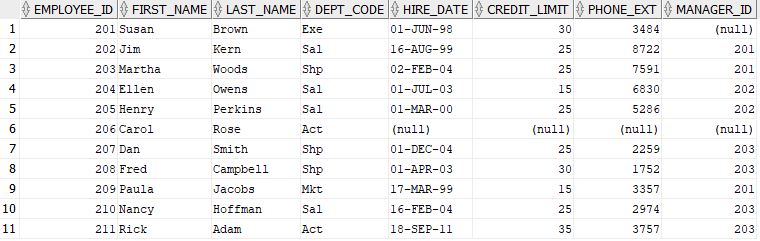 EMPLOYEE_ID FIRST_NAME LAST_NAME DEPT_CODE HIRE_DATE CREDIT_LIMIT PHONE_EXT MANAGER_ID
1 201 Susan Brown Exe 01-JUN-98 30 3484 (null)
2 202 Jim Kern Sal 16-AUG-99 25 8722 201
3 203 Martha Woods Shp 02-FEB-04 25 7591 201
4 204 Ellen Owens Sal 01-JUL-03 15 6830 202
5 205 Henry Perkins Sal 01-MAR-00 25 5286 202
6 206 Carol Rose Act (null) (null) (null) (null)
7 207 Dan Smith Shp 01-DEC-04 25 2259 203
8 208 Fred Campbell Shp 01-APR-03 30 1752 203
9 209 Paula Jacobs Mkt 17-MAR-99 15 3357 201
10 210 Nancy Hoffman Sal 16-FEB-04 25 2974 203
11 211 Rick Adam Act 18-SEP-11 35 3757 203